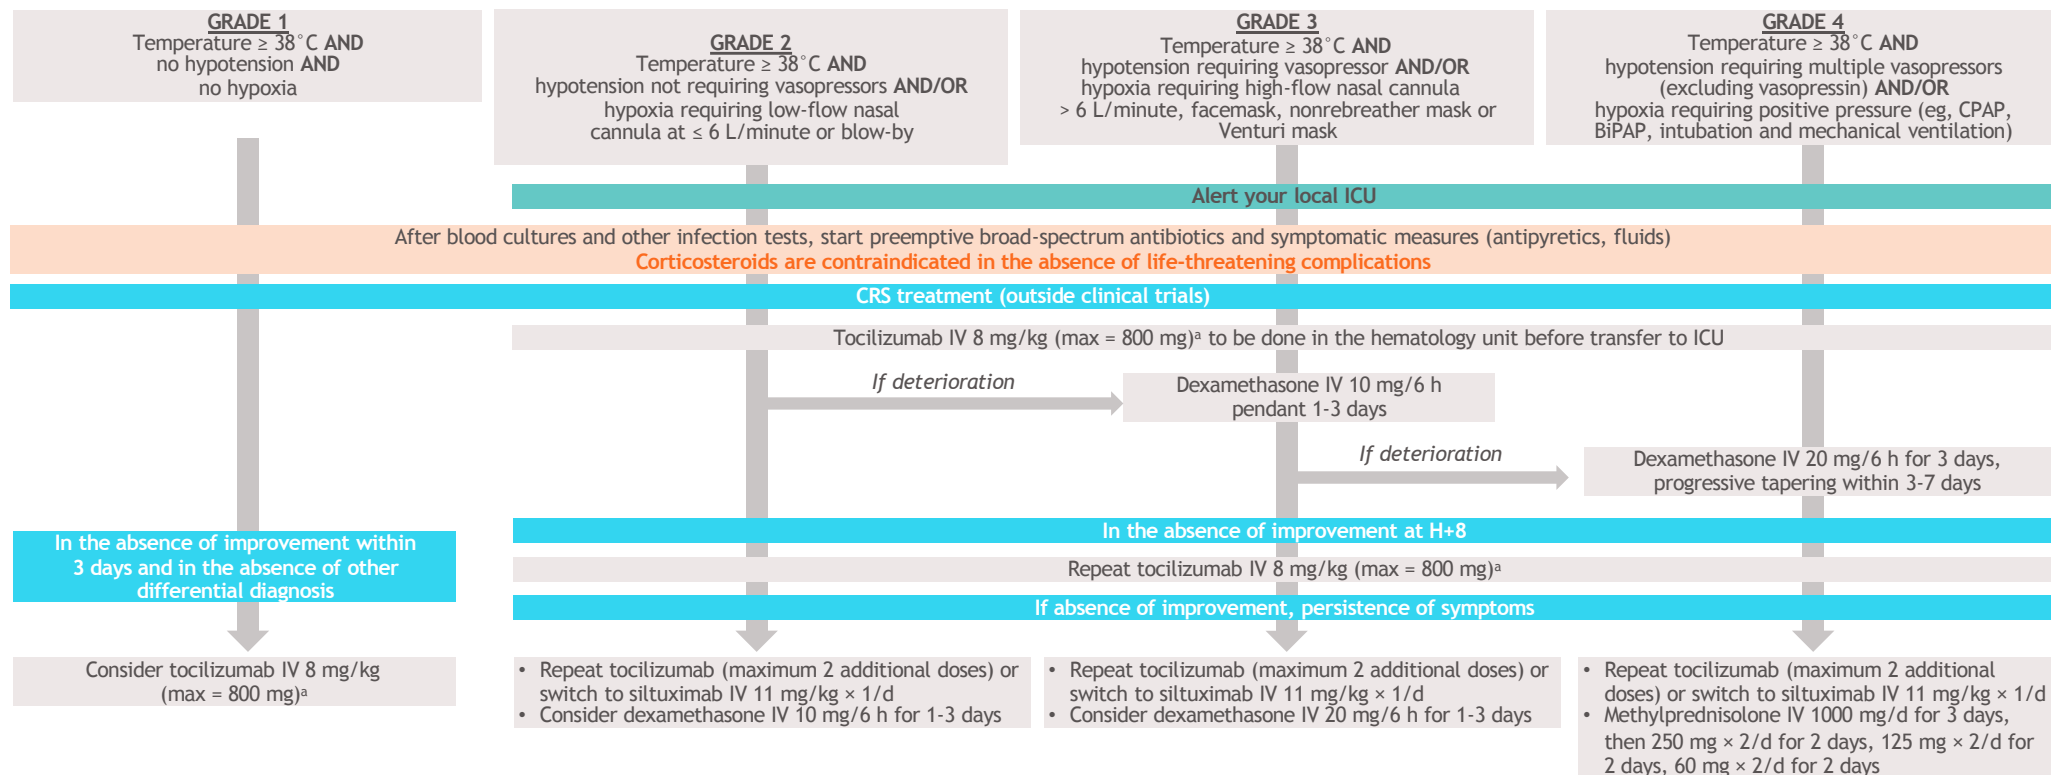 GRADE 1
Temperature ≥ 38°C AND
no hypotension AND
no hypoxia
GRADE 2
Temperature ≥ 38°C AND
hypotension not requiring vasopressors AND/OR
hypoxia requiring low-flow nasal
cannula at ≤ 6 L/minute or blow-by
GRADE 3
Temperature ≥ 38°C AND
hypotension requiring vasopressor AND/OR
hypoxia requiring high-flow nasal cannula
> 6 L/minute, facemask, nonrebreather mask or
Venturi mask
GRADE 4
Temperature ≥ 38°C AND
hypotension requiring multiple vasopressors
(excluding vasopressin) AND/OR
hypoxia requiring positive pressure (eg, CPAP,
BiPAP, intubation and mechanical ventilation)
Alert your local ICU
After blood cultures and other infection tests, start preemptive broad-spectrum antibiotics and symptomatic measures (antipyretics, fluids)
Corticosteroids are contraindicated in the absence of life-threatening complications
CRS treatment (outside clinical trials)
Tocilizumab IV 8 mg/kg (max = 800 mg)ᵃ to be done in the hematology unit before transfer to ICU
If deterioration
Dexamethasone IV 10 mg/6 h
pendant 1-3 days
If deterioration
Dexamethasone IV 20 mg/6 h for 3 days,
progressive tapering within 3-7 days
In the absence of improvement within
3 days and in the absence of other
differential diagnosis
In the absence of improvement at H+8
Repeat tocilizumab IV 8 mg/kg (max = 800 mg)ᵃ
If absence of improvement, persistence of symptoms
Consider tocilizumab IV 8 mg/kg
(max = 800 mg)ᵃ
• Repeat tocilizumab (maximum 2 additional doses) or
switch to siltuximab IV 11 mg/kg × 1/d
• Consider dexamethasone IV 10 mg/6 h for 1-3 days
• Repeat tocilizumab (maximum 2 additional doses) or
switch to siltuximab IV 11 mg/kg × 1/d
• Consider dexamethasone IV 20 mg/6 h for 1-3 days
• Repeat tocilizumab (maximum 2 additional
doses) or switch to siltuximab IV 11 mg/kg × 1/d
• Methylprednisolone IV 1000 mg/d for 3 days,
then 250 mg × 2/d for 2 days, 125 mg × 2/d for
2 days, 60 mg × 2/d for 2 days